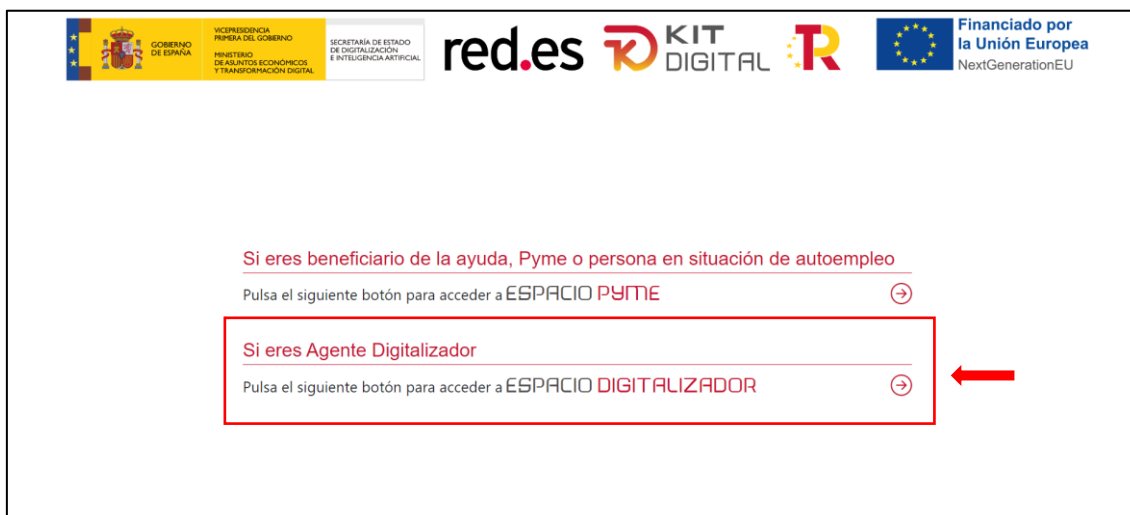 GOBIERNO
DE ESPAÑA
VICEPRESIDENCIA
PRIMERA DEL GOBIERNO
MINISTERIO
DE ASUNTOS ECONÓMICOS
Y TRANSFORMACIÓN DIGITAL
SECRETARÍA DE ESTADO
DE DIGITALIZACIÓN
E INTELIGENCIA ARTIFICIAL
red.es
KIT
DIGITAL
R
Financiado por
la Unión Europea
NextGenerationEU
Si eres beneficiario de la ayuda, Pyme o persona en situación de autoempleo
Pulsa el siguiente botón para acceder a ESPACIO PYME
Si eres Agente Digitalizador
Pulsa el siguiente botón para acceder a ESPACIO DIGITALIZADOR